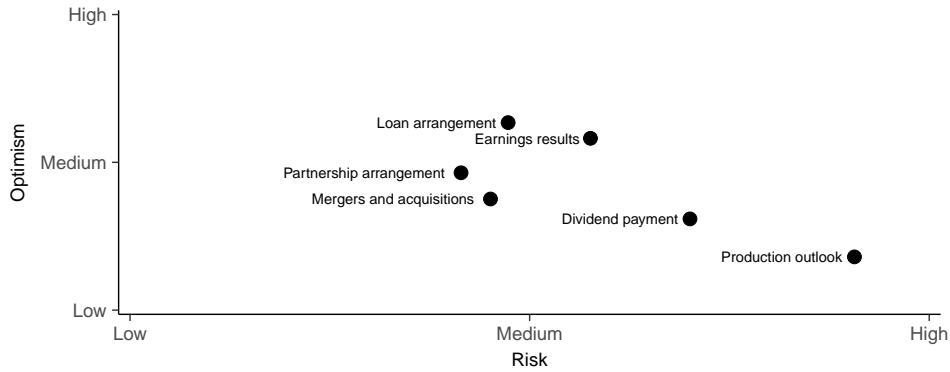 High
Loan arrangement
Earnings results
Optimism
Medium
Partnership arrangement
Mergers and acquisitions
Dividend payment
Production outlook
Low
Low
Medium
High
Risk